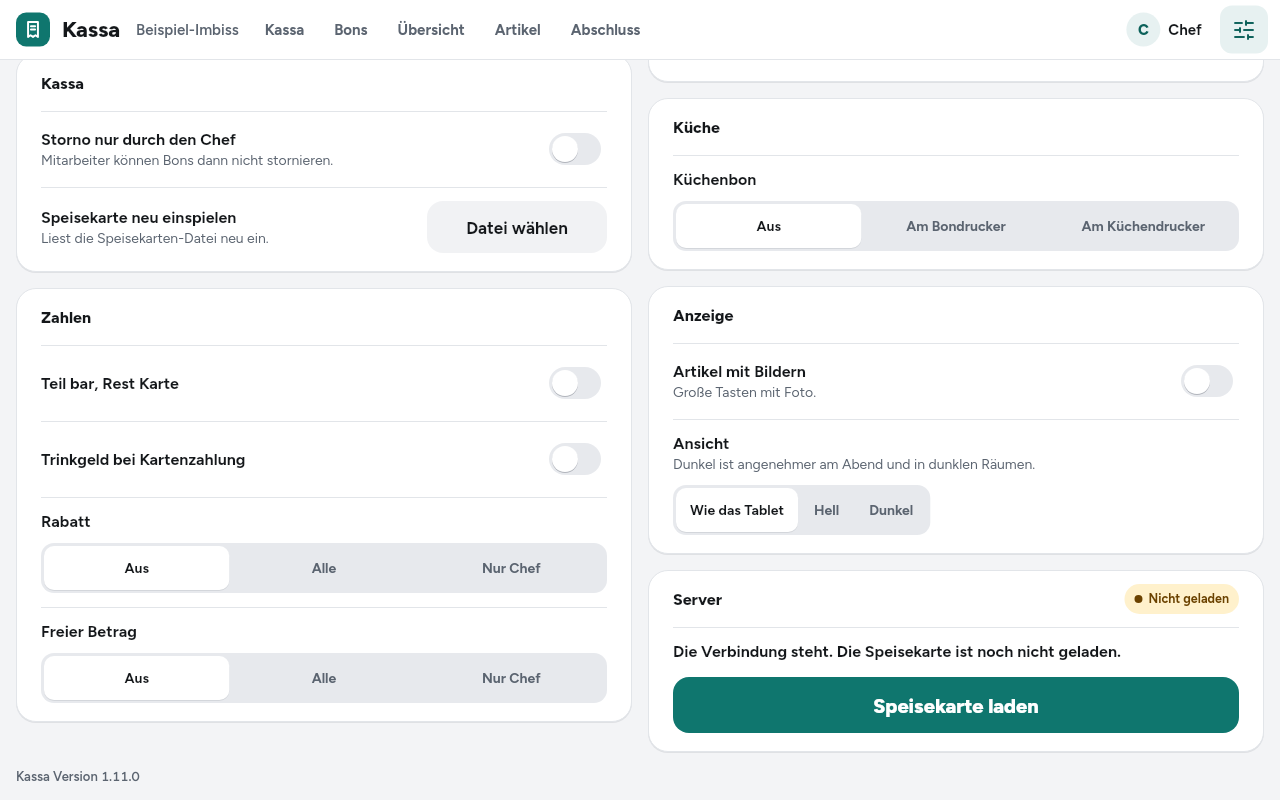 Kassa Beispiel-Imbiss Kassa Bons Übersicht Artikel Abschluss C Chef
Kassa
Storno nur durch den Chef
Mitarbeiter können Bons dann nicht stornieren.
Speisekarte neu einspielen
Liest die Speisekarten-Datei neu ein.
Datei wählen
Zahlen
Teil bar, Rest Karte
Trinkgeld bei Kartenzahlung
Rabatt
Aus Alle Nur Chef
Freier Betrag
Aus Alle Nur Chef
Küche
Küchenbon
Aus Am Bondrucker Am Küchendrucker
Anzeige
Artikel mit Bildern
Große Tasten mit Foto.
Ansicht
Dunkel ist angenehmer am Abend und in dunklen Räumen.
Wie das Tablet Hell Dunkel
Server Nicht geladen
Die Verbindung steht. Die Speisekarte ist noch nicht geladen.
Speisekarte laden
Kassa Version 1.11.0